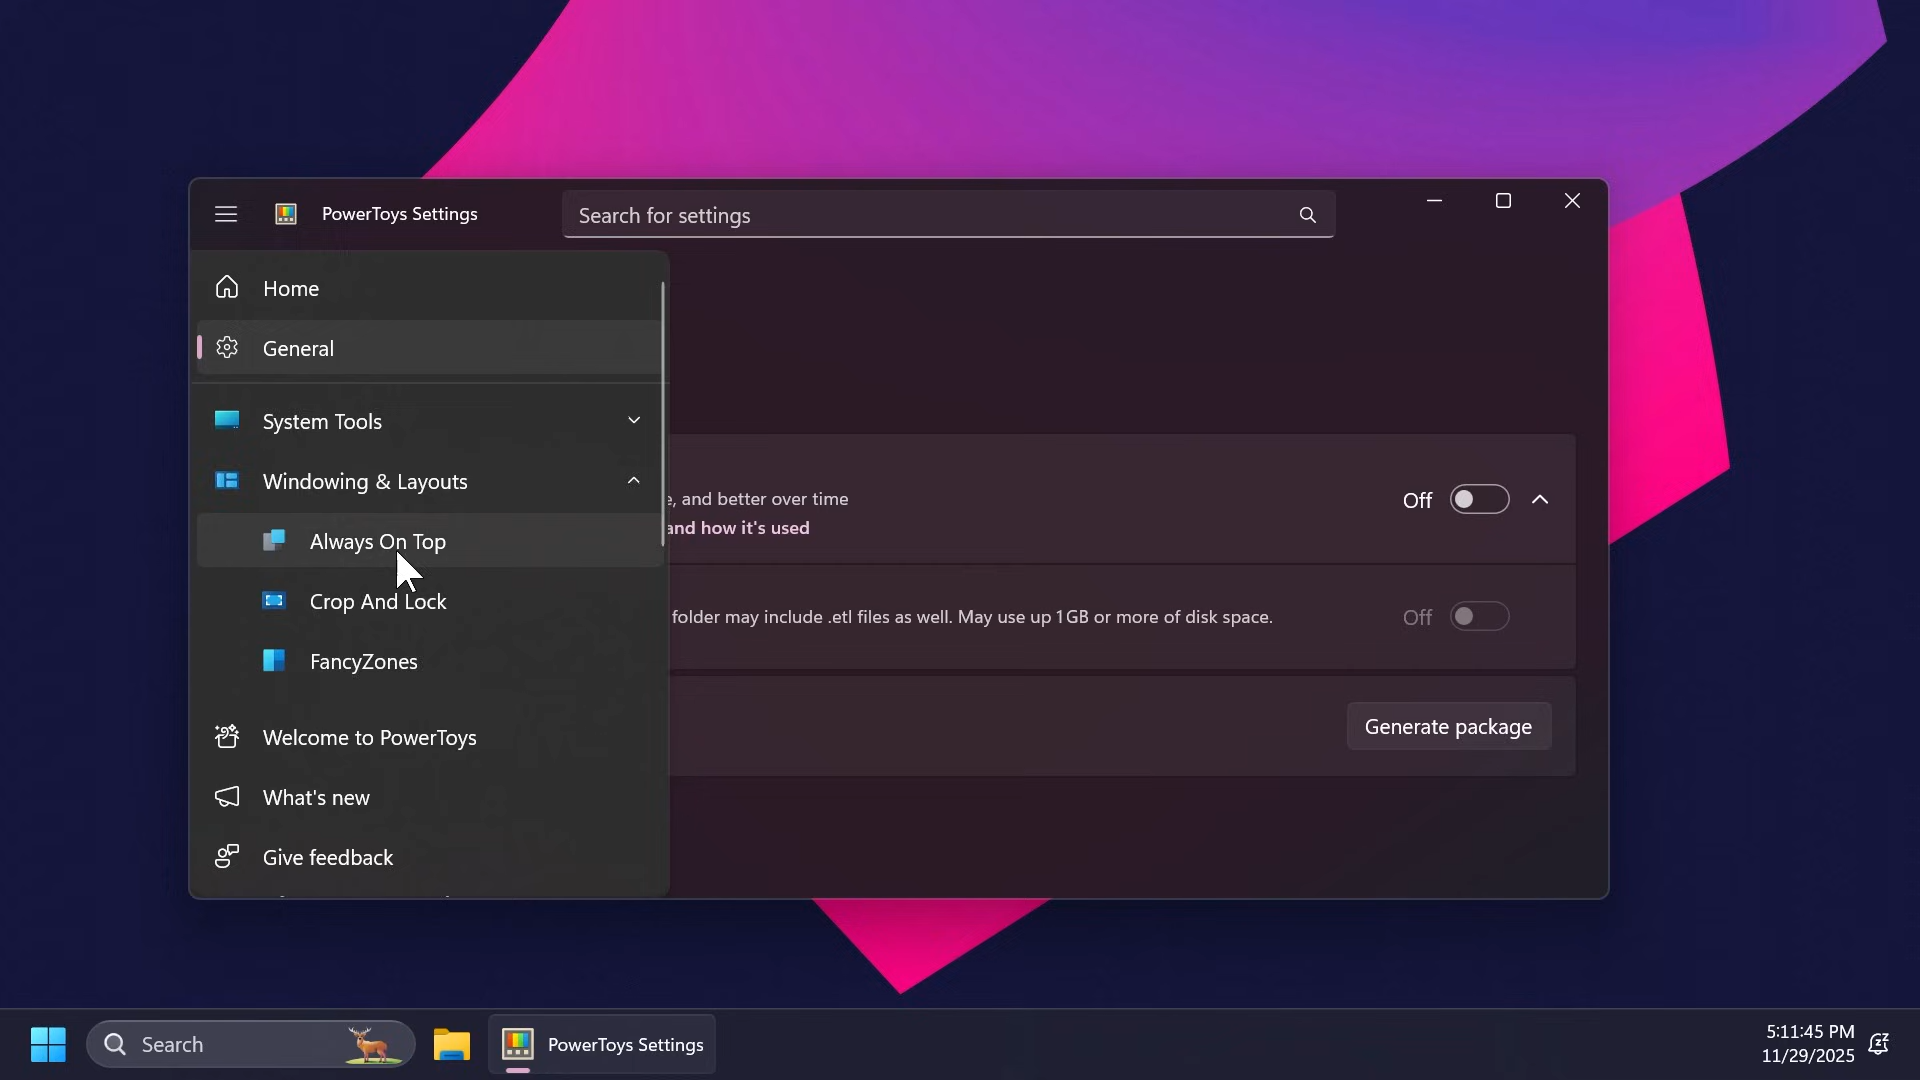 PowerToys Settings
Search for settings
Home
General
System Tools
Windowing & Layouts
Always On Top
Crop And Lock
FancyZones
Welcome to PowerToys
What's new
Give feedback
, and better over time
and how it's used
Off
folder may include .etl files as well. May use up 1 GB or more of disk space.
Off
Generate package
Search
PowerToys Settings
5:11:45 PM
11/29/2025